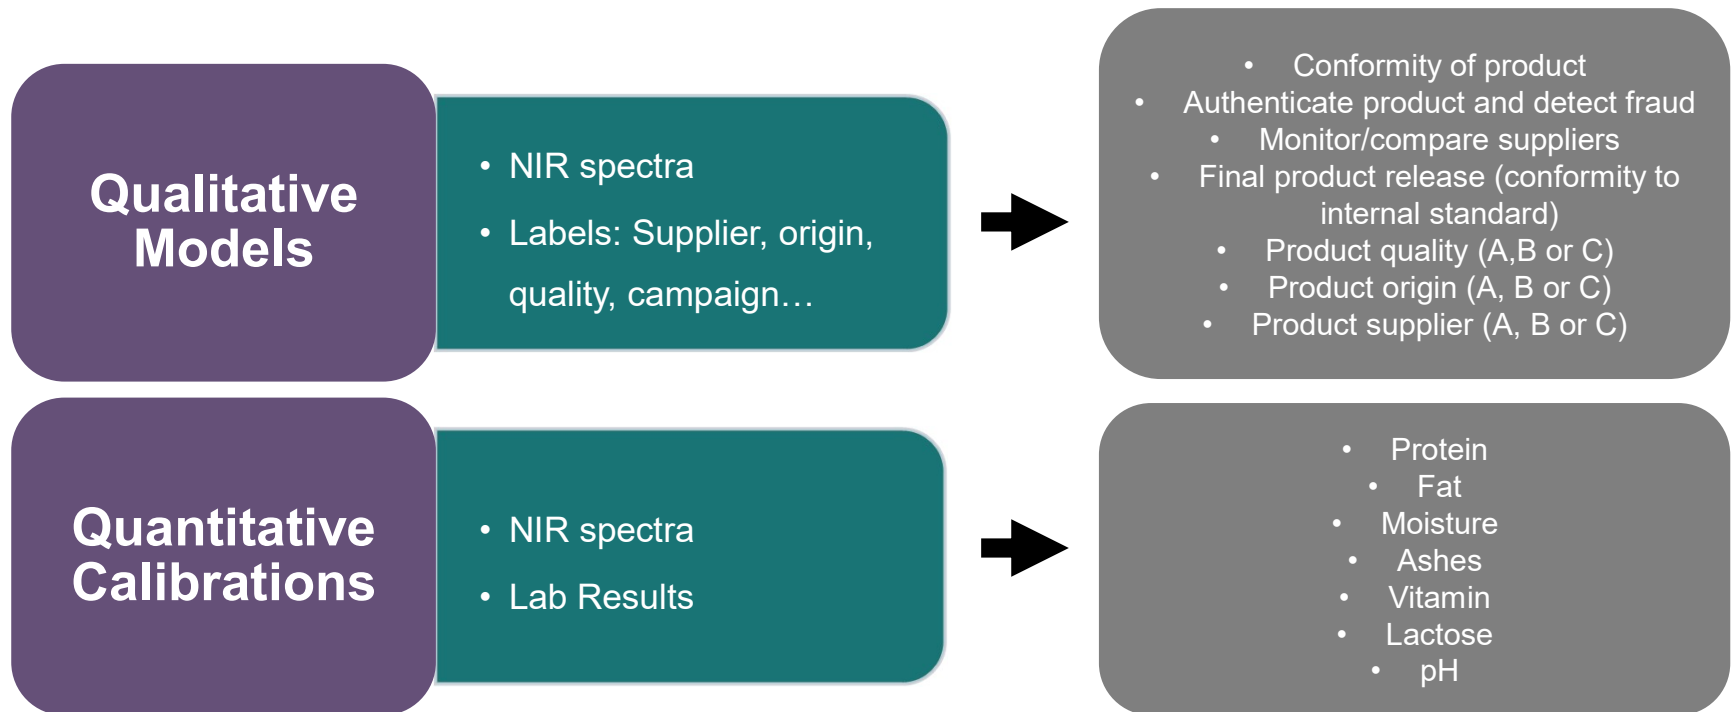 Qualitative
Models
• NIR spectra
• Labels: Supplier, origin,
quality, campaign…
• Conformity of product
• Authenticate product and detect fraud
• Monitor/compare suppliers
• Final product release (conformity to
internal standard)
• Product quality (A,B or C)
• Product origin (A, B or C)
• Product supplier (A, B or C)
Quantitative
Calibrations
• NIR spectra
• Lab Results
• Protein
• Fat
• Moisture
• Ashes
• Vitamin
• Lactose
• pH